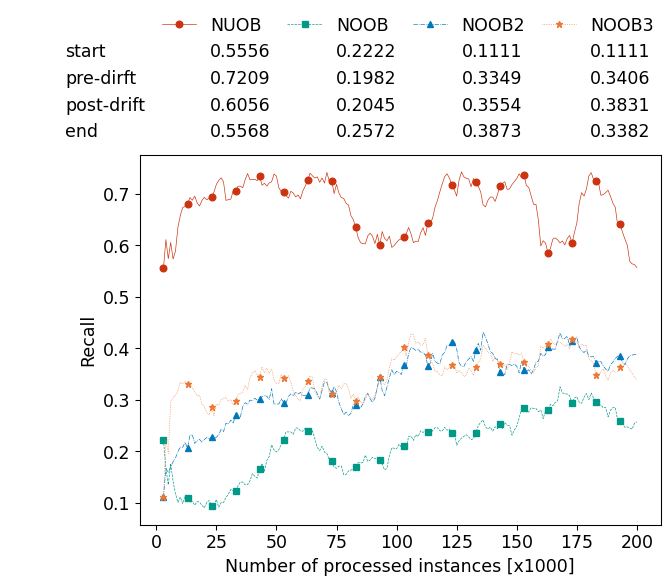 NUOB NOOB NOOB2 NOOB3
start 0.5556 0.2222 0.1111 0.1111
pre-dirft 0.7209 0.1982 0.3349 0.3406
post-drift 0.6056 0.2045 0.3554 0.3831
end 0.5568 0.2572 0.3873 0.3382
0.7
0.6
0.5
0.4
0.3
0.2
0.1
Recall
0 25 50 75 100 125 150 175 200
Number of processed instances [x1000]